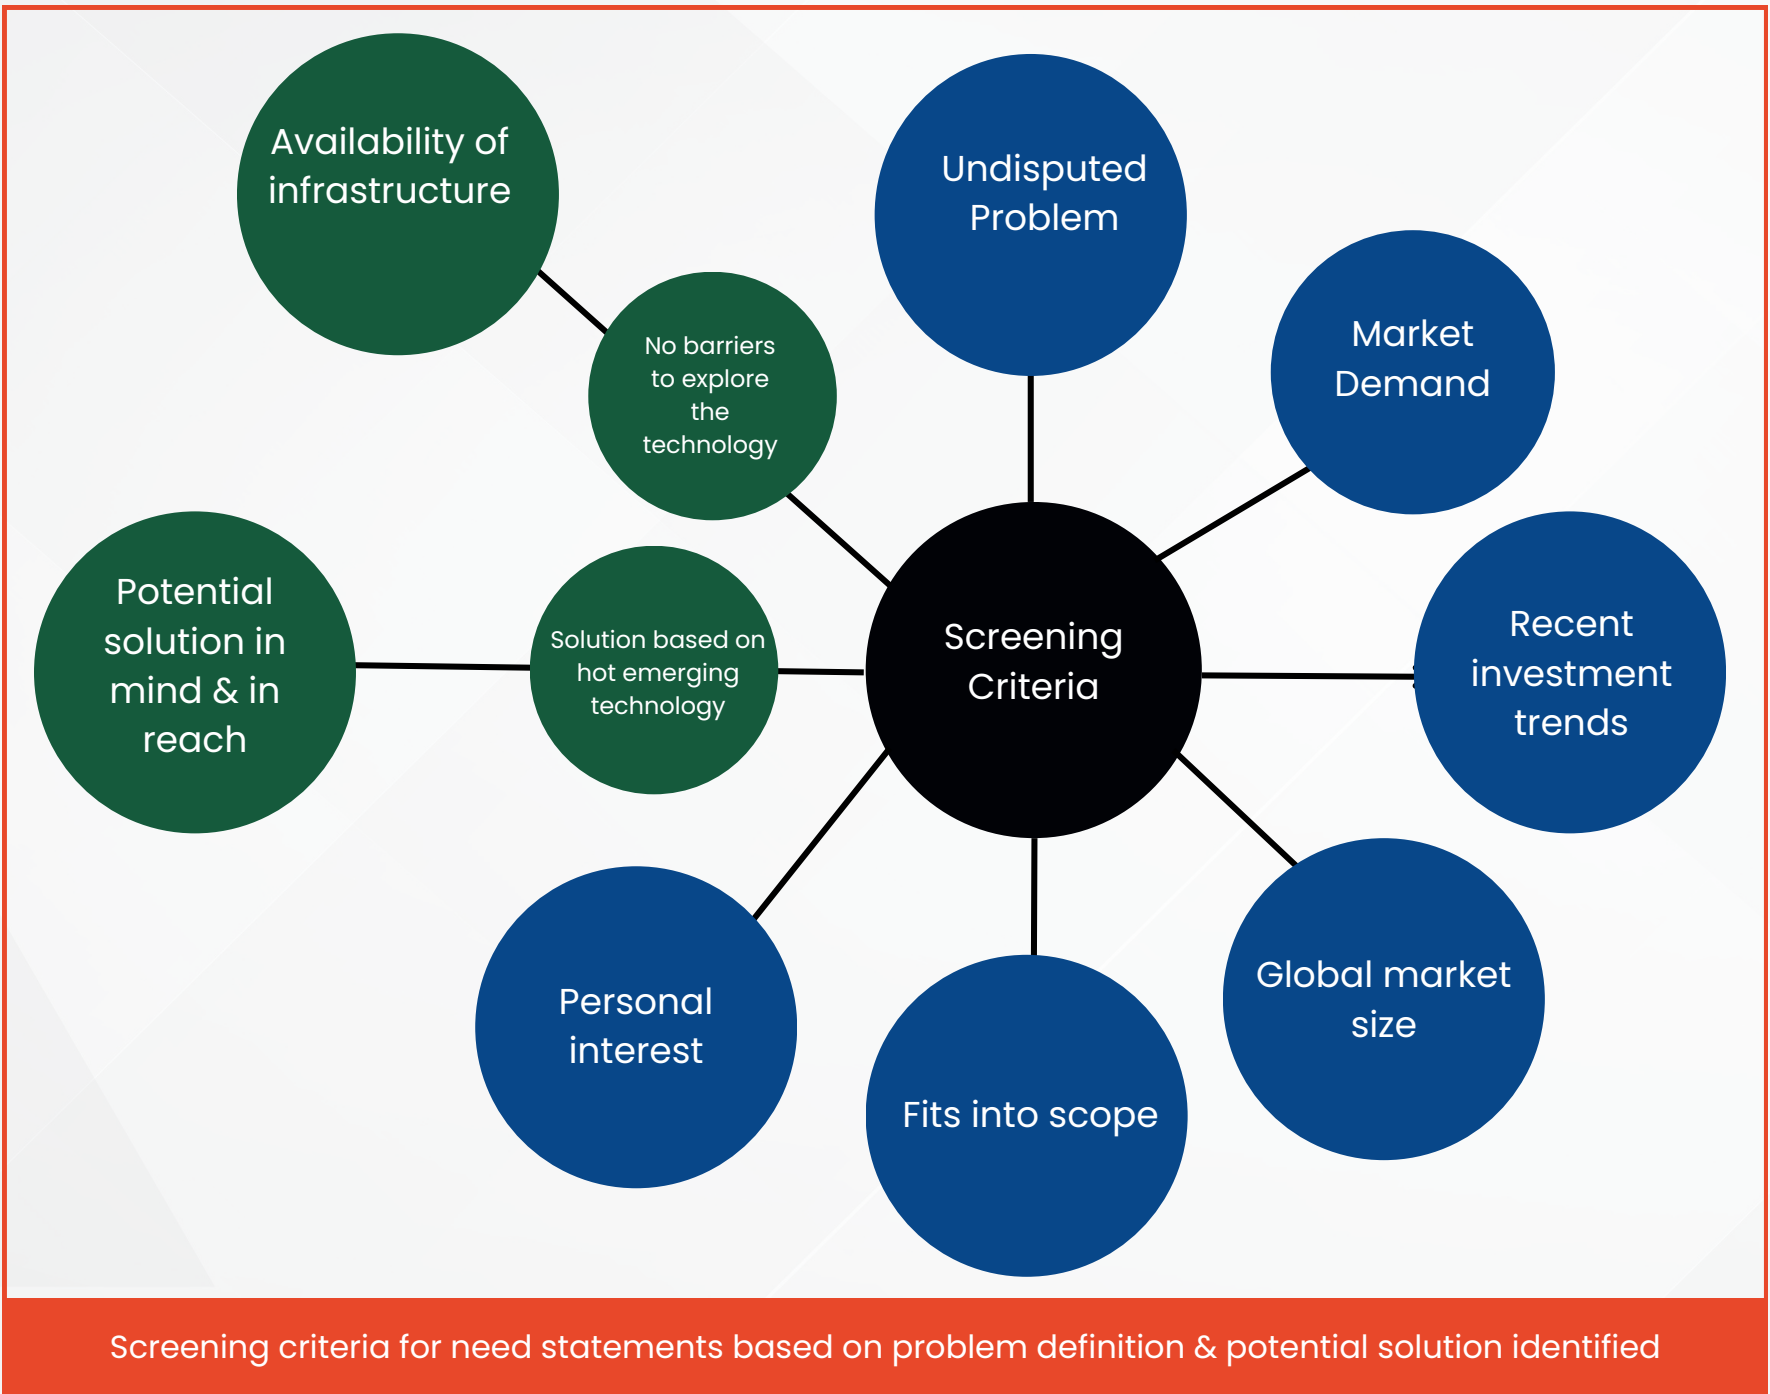 Availability of
infrastructure
Undisputed
Problem
Market
Demand
No barriers
to explore
the
technology
Potential
solution in
mind & in
reach
Solution based on
hot emerging
technology
Screening
Criteria
Recent
investment
trends
Personal
interest
Fits into scope
Global market
size
Screening criteria for need statements based on problem definition & potential solution identified